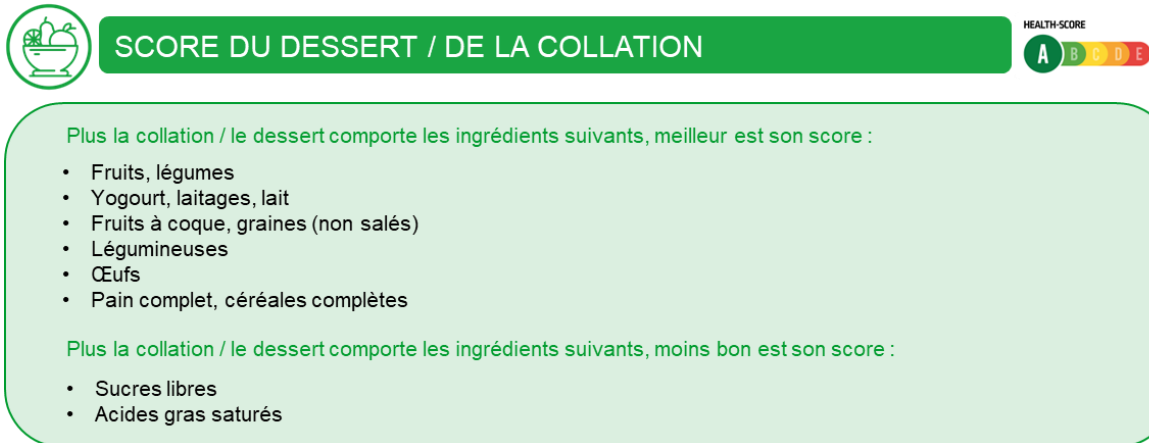 SCORE DU DESSERT / DE LA COLLATION
HEALTH-SCORE
A B C D E
Plus la collation / le dessert comporte les ingrédients suivants, meilleur est son score :
• Fruits, légumes
• Yogourt, laitages, lait
• Fruits à coque, graines (non salés)
• Légumineuses
• Œufs
• Pain complet, céréales complètes
Plus la collation / le dessert comporte les ingrédients suivants, moins bon est son score :
• Sucres libres
• Acides gras saturés